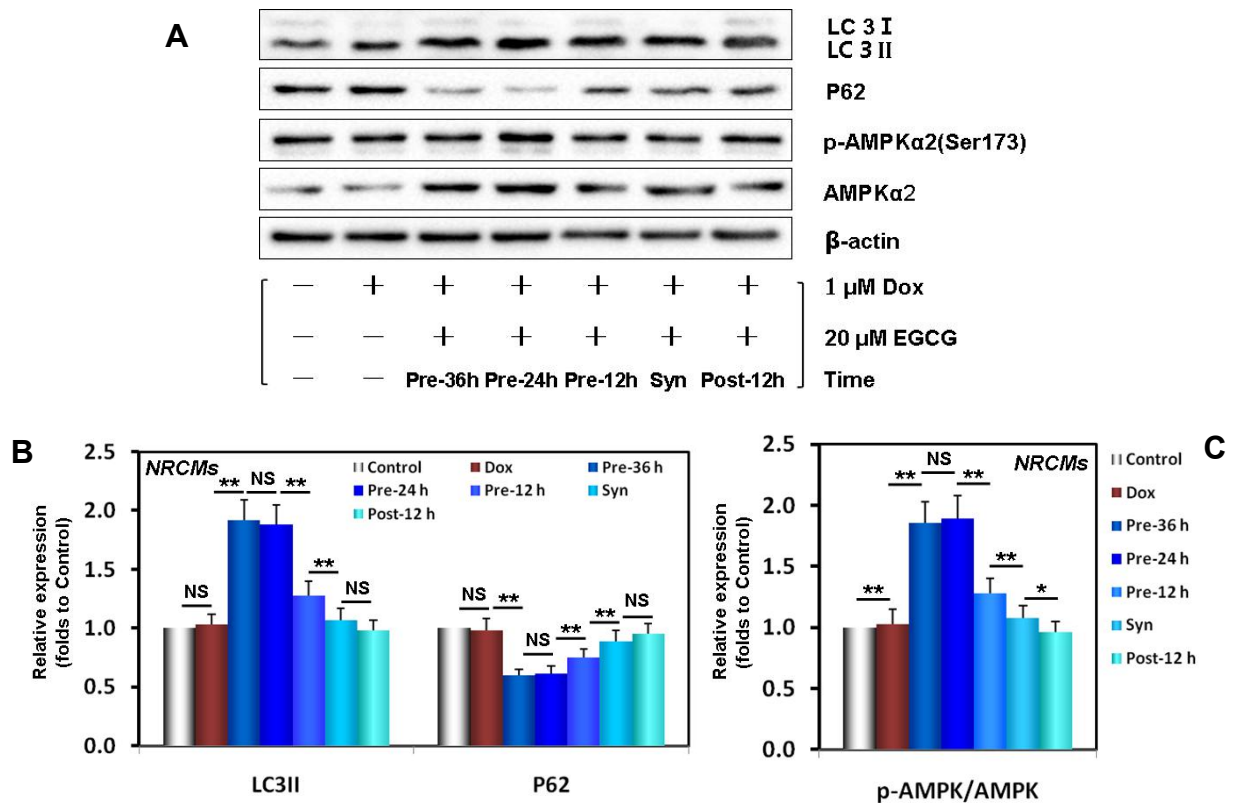 A
LC 3 Ⅰ
LC 3 Ⅱ
P62
p-AMPKα2(Ser173)
AMPKα2
β-actin
— + + + + + + 1 μM Dox
— — + + + + + 20 μM EGCG
— — Pre-36h Pre-24h Pre-12h Syn Post-12h Time
B
NRCMs
Control Dox Pre-36 h
Pre-24 h Pre-12 h Syn
Post-12 h
Relative expression
(folds to Control)
2.5
2.0
1.5
1.0
0.5
0.0
NS ** NS ** ** NS
NS ** NS ** ** NS
LC3II P62
C
NRCMs
Control
Dox
Pre-36 h
Pre-24 h
Pre-12 h
Syn
Post-12 h
Relative expression
(folds to Control)
2.5
2.0
1.5
1.0
0.5
0.0
** ** NS ** ** *
p-AMPK/AMPK